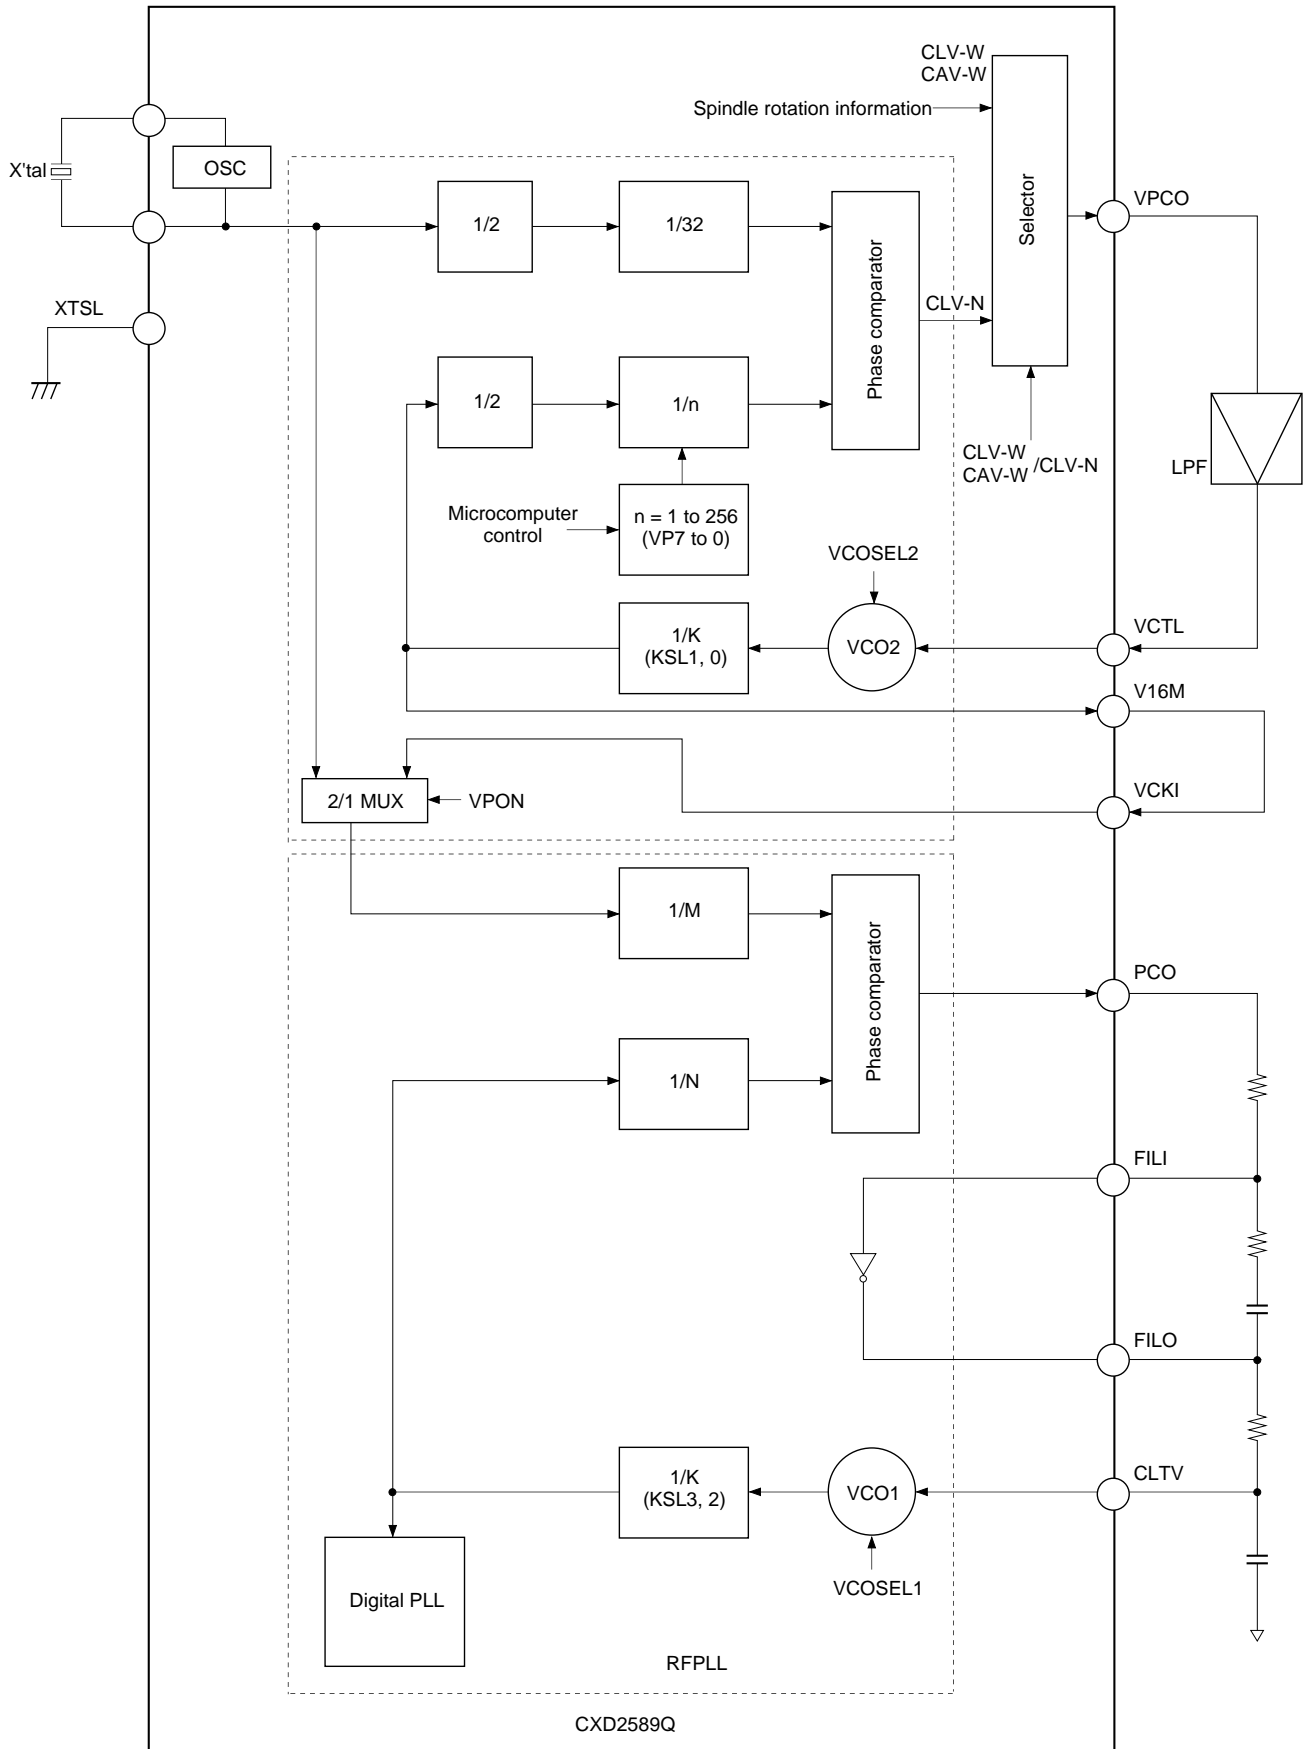 CLV-W
CAV-W
Spindle rotation information
X'tal
OSC
1/2
1/32
Phase comparator
Selector
VPCO
XTSL
CLV-N
1/2
1/n
CLV-W
CAV-W
/CLV-N
LPF
Microcomputer
control
n = 1 to 256
(VP7 to 0)
VCOSEL2
1/K
(KSL1, 0)
VCO2
VCTL
V16M
2/1 MUX
VPON
VCKI
1/M
Phase comparator
PCO
1/N
FILI
FILO
1/K
(KSL3, 2)
VCO1
CLTV
VCOSEL1
Digital PLL
RFPLL
CXD2589Q